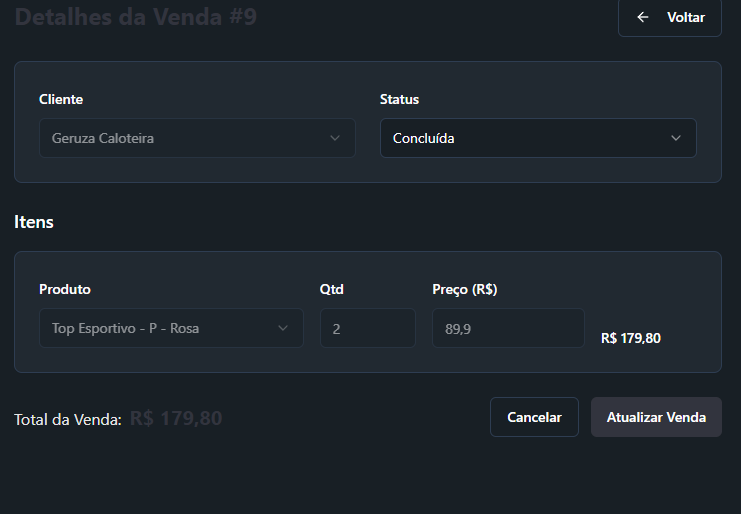 Detalhes da Venda #9
Voltar
Cliente
Status
Geruza Caloteira
Concluída
Itens
Produto
Qtd
Preço (R$)
Top Esportivo - P - Rosa
2
89,9
R$ 179,80
Total da Venda: R$ 179,80
Cancelar
Atualizar Venda